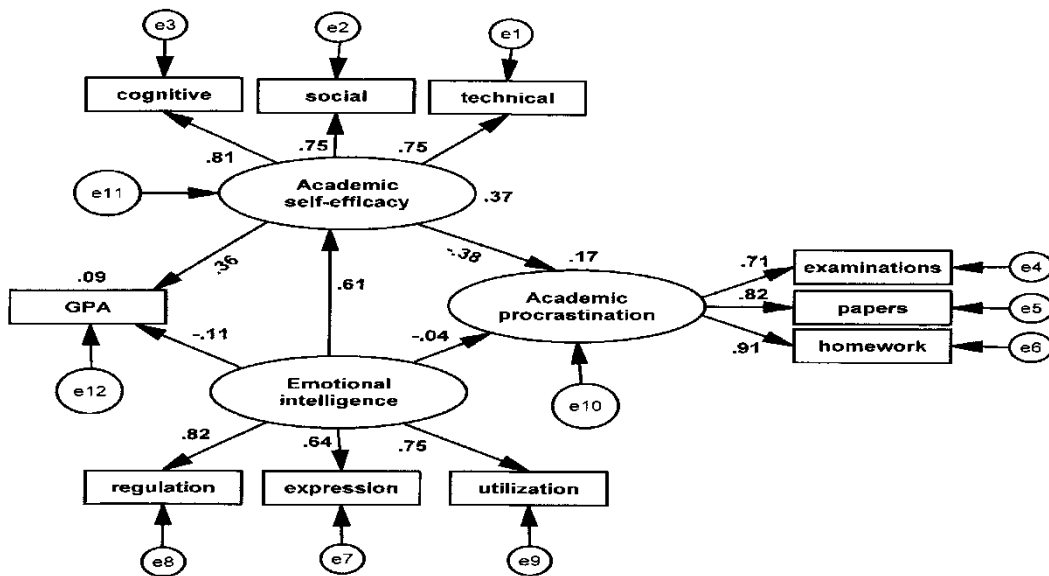 e3
e2
e1
cognitive
social
technical
.81
.75
.75
e11
Academic
self-efficacy
.37
.36
-.38
.09
.17
GPA
.61
Academic
procrastination
.71
examinations
e4
.82
papers
e5
.91
homework
e6
-.11
-.04
e12
Emotional
intelligence
e10
.82
.64
.75
regulation
expression
utilization
e8
e7
e9